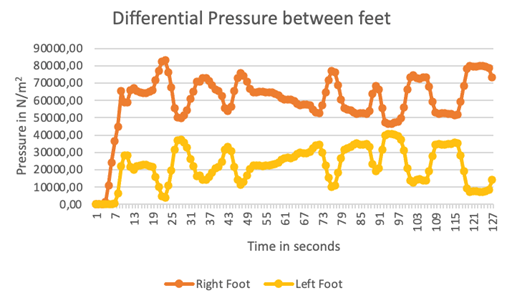 Differential Pressure between feet
90000,00
80000,00
70000,00
60000,00
50000,00
40000,00
30000,00
20000,00
10000,00
0,00
Pressure in N/m²
1 7 13 19 25 31 37 43 49 55 61 67 73 79 85 91 97 103 109 115 121 127
Time in seconds
Right Foot Left Foot